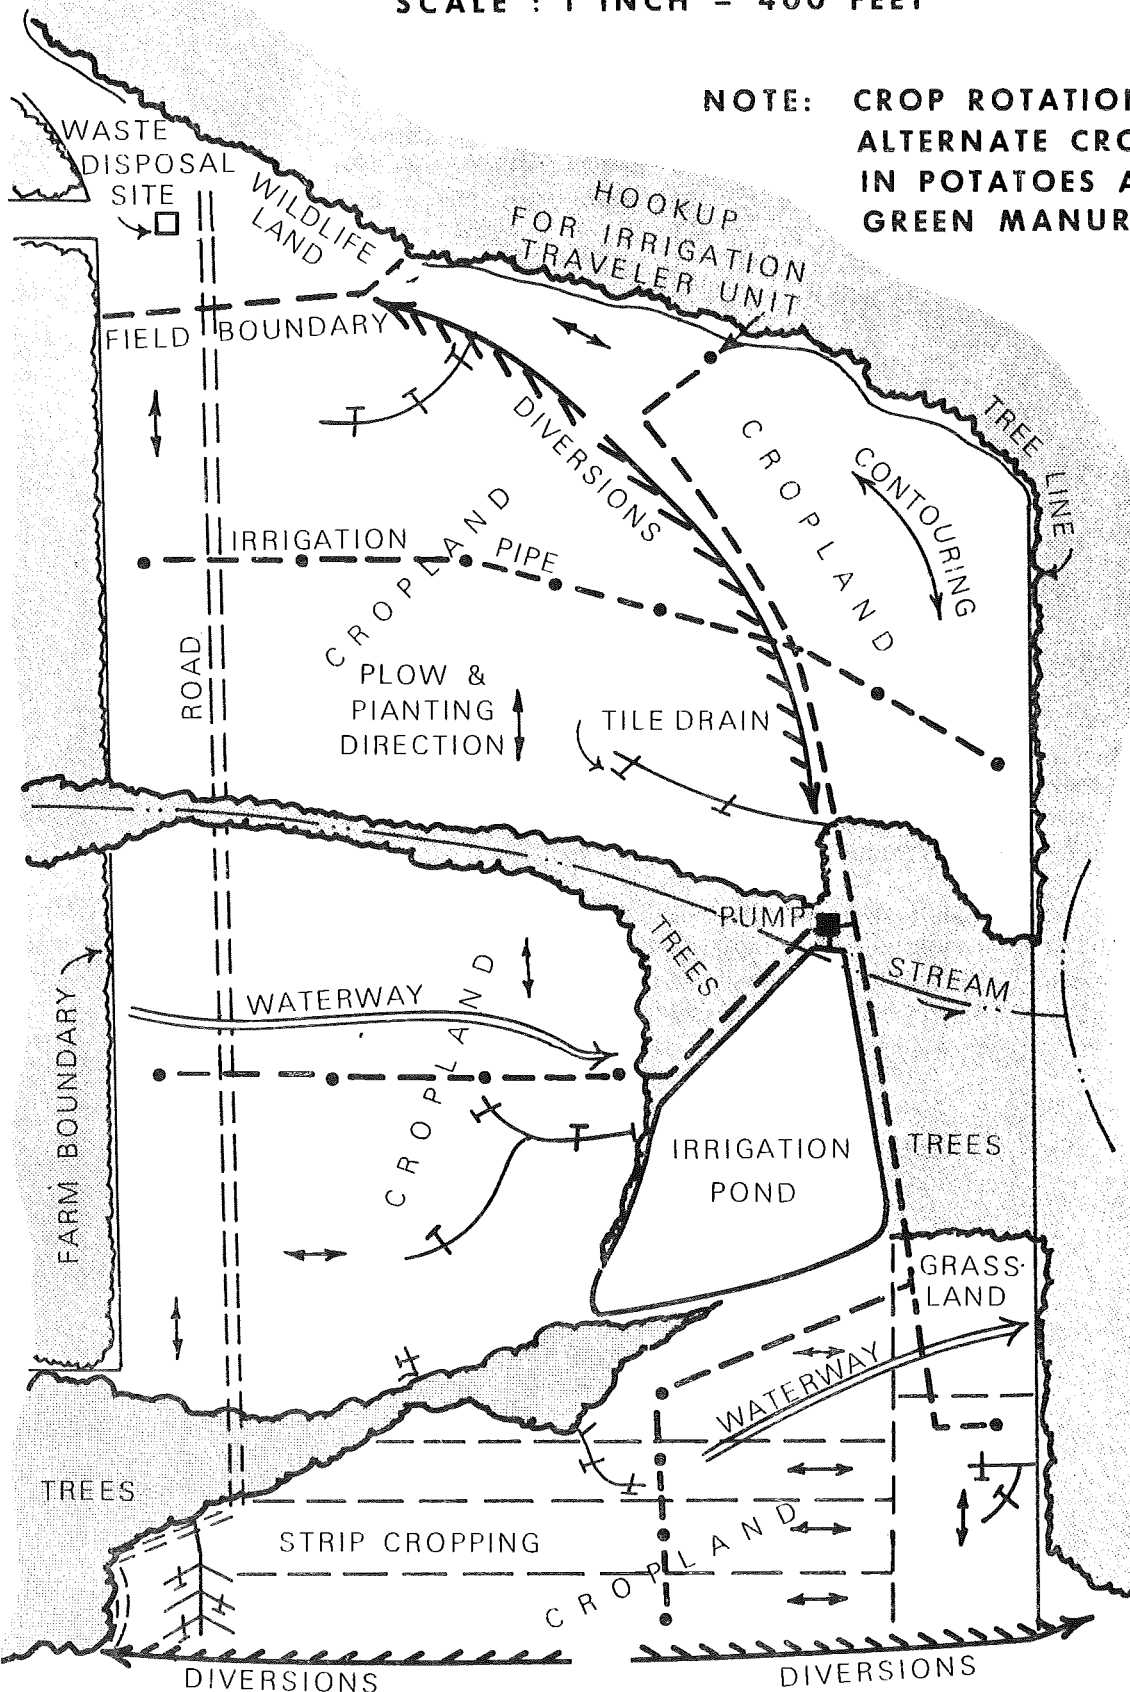 SCALE : 1 INCH = 400 FEET
NOTE: CROP ROTATION
ALTERNATE CRO
IN POTATOES A
GREEN MANUR
WASTE
DISPOSAL
SITE
WILDLIFE
LAND
HOOKUP
FOR IRRIGATION
TRAVELER UNIT
FIELD BOUNDARY
TREE LINE
DIVERSIONS
CROPLAND
CONTOURING
IRRIGATION PIPE
CROPLAND
ROAD
PLOW &
PIANTING
DIRECTION
TILE DRAIN
PUMP
TREES
STREAM
WATERWAY
CROPLAND
FARM BOUNDARY
IRRIGATION
POND
TREES
GRASS-
LAND
WATERWAY
TREES
STRIP CROPPING
CROPLAND
DIVERSIONS
DIVERSIONS